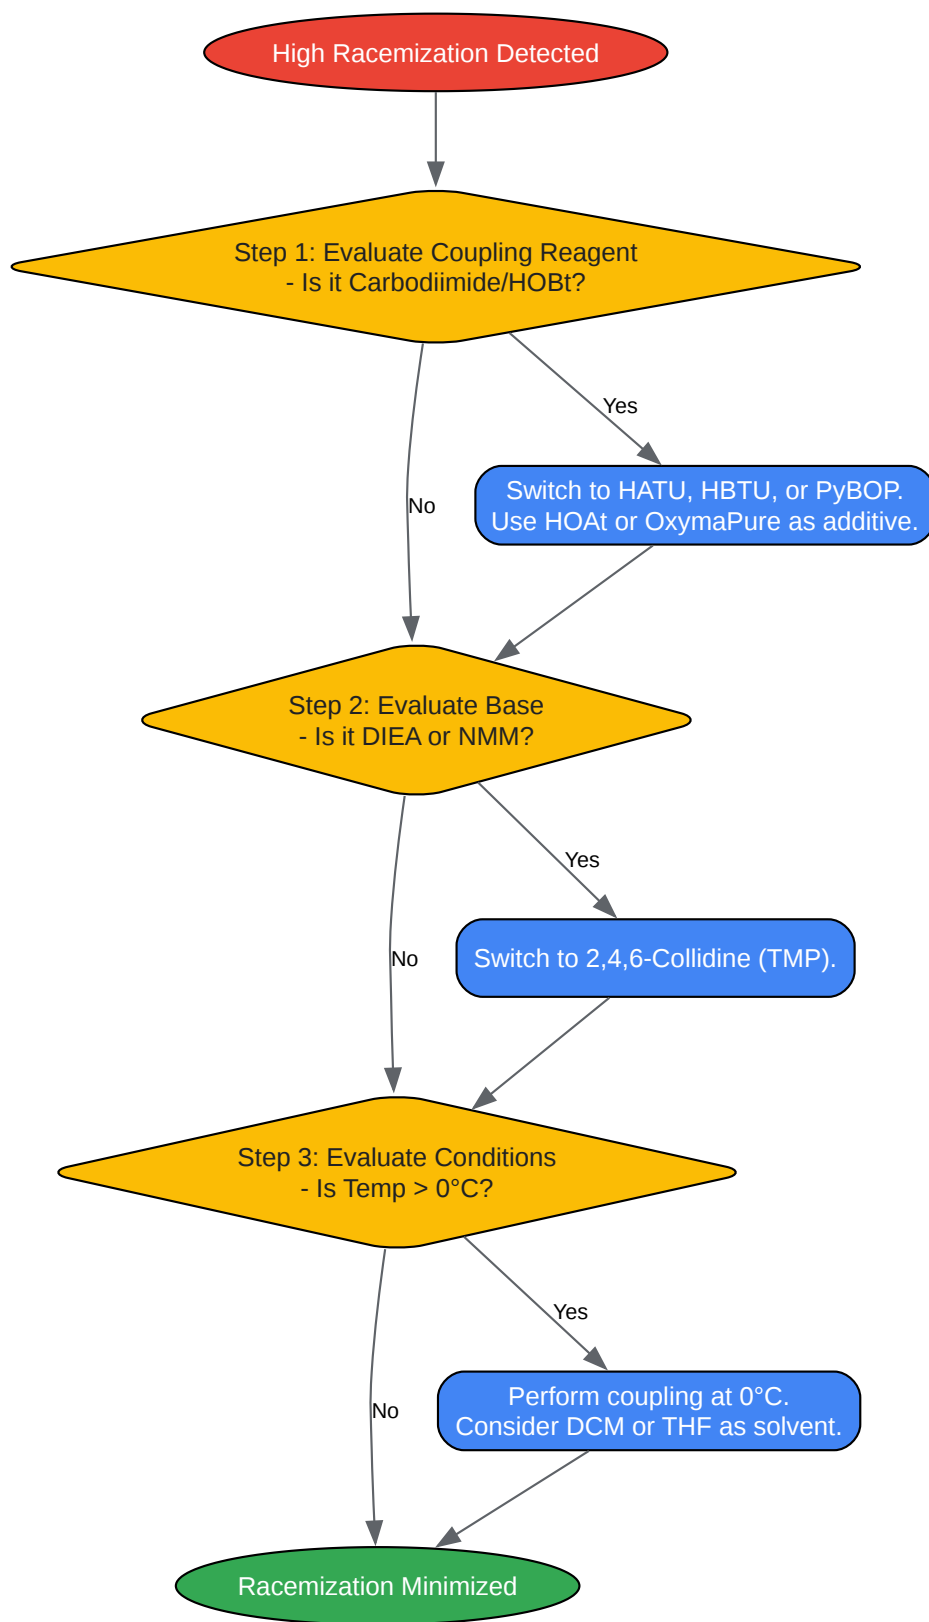 High Racemization Detected
Step 1: Evaluate Coupling Reagent
- Is it Carbodiimide/HOBt?
Yes
Switch to HATU, HBTU, or PyBOP.
Use HOAt or OxymaPure as additive.
No
Step 2: Evaluate Base
- Is it DIEA or NMM?
Yes
Switch to 2,4,6-Collidine (TMP).
No
Step 3: Evaluate Conditions
- Is Temp > 0°C?
Yes
Perform coupling at 0°C.
Consider DCM or THF as solvent.
No
Racemization Minimized